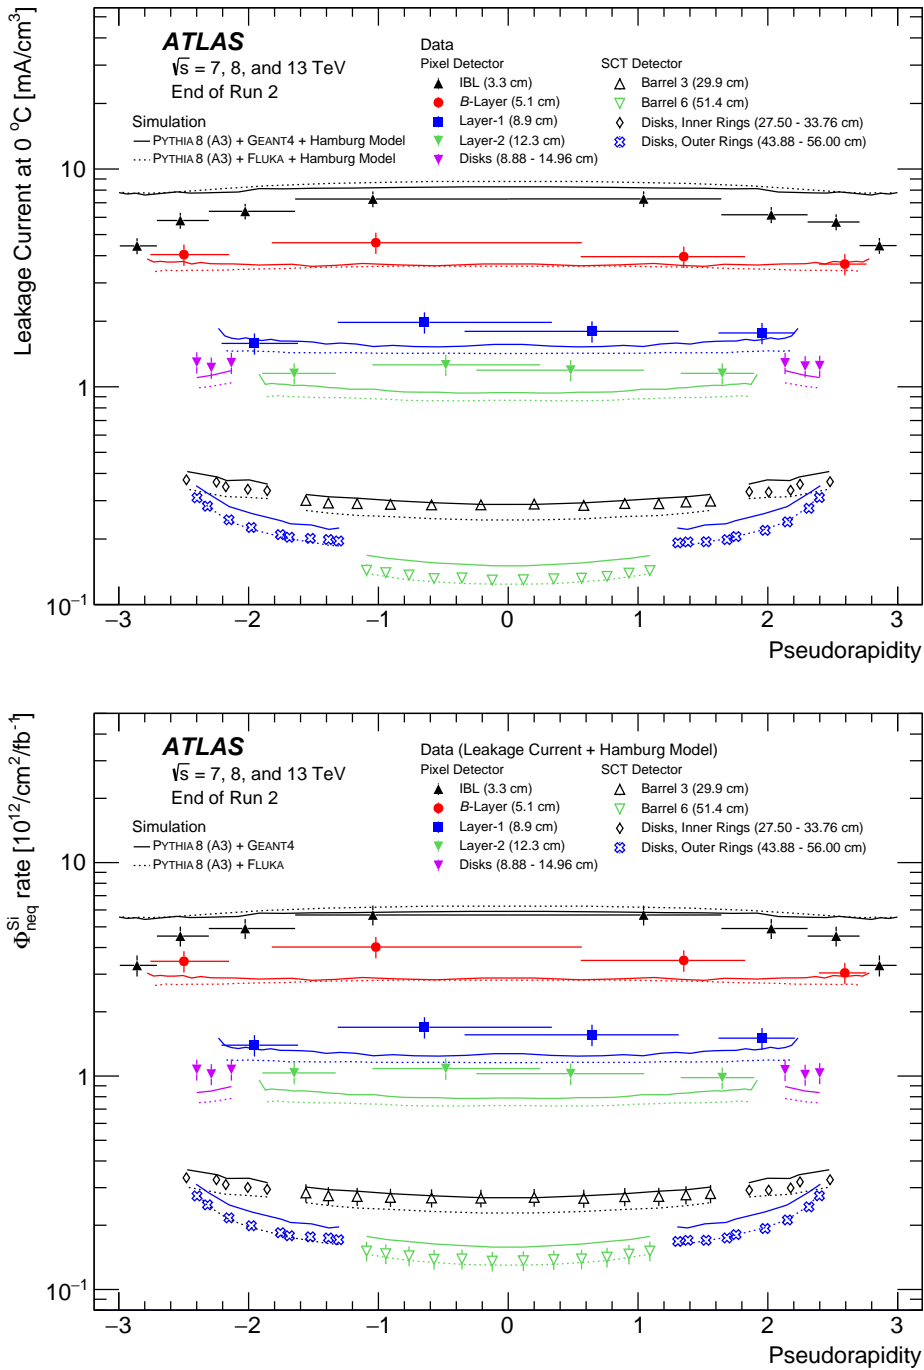 ATLAS
√s = 7, 8, and 13 TeV
End of Run 2
Simulation
PYTHIA 8 (A3) + GEANT4 + Hamburg Model
PYTHIA 8 (A3) + FLUKA + Hamburg Model
Data
Pixel Detector
IBL (3.3 cm)
B-Layer (5.1 cm)
Layer-1 (8.9 cm)
Layer-2 (12.3 cm)
Disks (8.88 - 14.96 cm)
SCT Detector
Barrel 3 (29.9 cm)
Barrel 6 (51.4 cm)
Disks, Inner Rings (27.50 - 33.76 cm)
Disks, Outer Rings (43.88 - 56.00 cm)
Leakage Current at 0 °C [mA/cm³]
10
1
10⁻¹
−3 −2 −1 0 1 2 3
Pseudorapidity
ATLAS
√s = 7, 8, and 13 TeV
End of Run 2
Simulation
PYTHIA 8 (A3) + GEANT4
PYTHIA 8 (A3) + FLUKA
Data (Leakage Current + Hamburg Model)
Pixel Detector
IBL (3.3 cm)
B-Layer (5.1 cm)
Layer-1 (8.9 cm)
Layer-2 (12.3 cm)
Disks (8.88 - 14.96 cm)
SCT Detector
Barrel 3 (29.9 cm)
Barrel 6 (51.4 cm)
Disks, Inner Rings (27.50 - 33.76 cm)
Disks, Outer Rings (43.88 - 56.00 cm)
Φ^Si_neq rate [10¹²/cm²/fb⁻¹]
10
1
10⁻¹
−3 −2 −1 0 1 2 3
Pseudorapidity